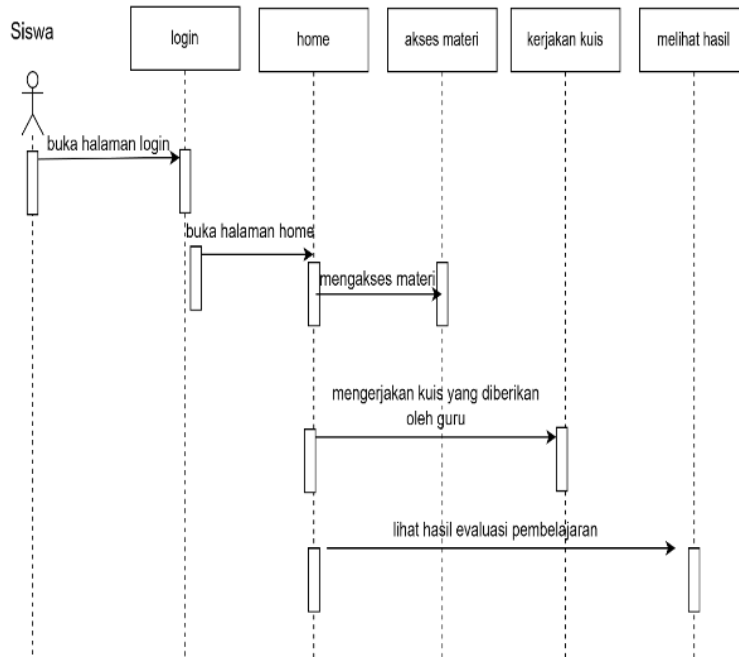 Siswa
login
home
akses materi
kerjakan kuis
melihat hasil
buka halaman login
buka halaman home
mengakses materi
mengerjakan kuis yang diberikan
oleh guru
lihat hasil evaluasi pembelajaran